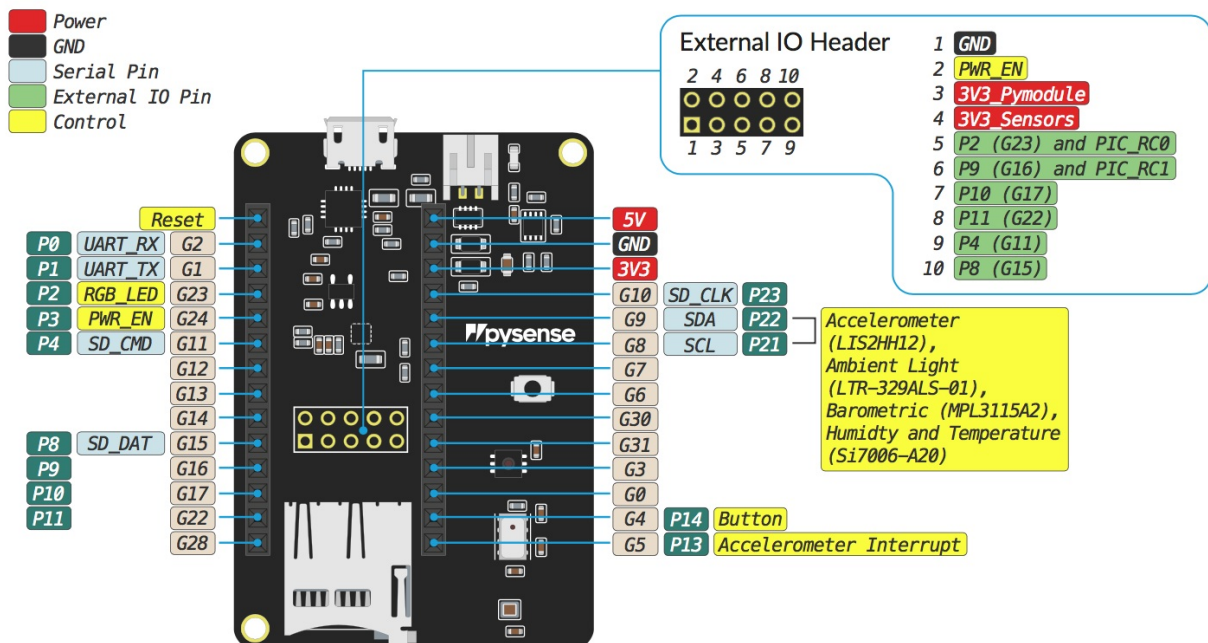 Power
GND
Serial Pin
External IO Pin
Control
External IO Header
2 4 6 8 10
1 3 5 7 9
1 GND
2 PWR_EN
3 3V3_Pymodule
4 3V3_Sensors
5 P2 (G23) and PIC_RC0
6 P9 (G16) and PIC_RC1
7 P10 (G17)
8 P11 (G22)
9 P4 (G11)
10 P8 (G15)
Reset
P0 UART_RX G2
P1 UART_TX G1
P2 RGB_LED G23
P3 PWR_EN G24
P4 SD_CMD G11
G12
G13
G14
P8 SD_DAT G15
P9 G16
P10 G17
P11 G22
G28
pysense
5V
GND
3V3
G10 SD_CLK P23
G9 SDA P22
G8 SCL P21
G7
G6
G30
G31
G3
G0
G4 P14 Button
G5 P13 Accelerometer Interrupt
Accelerometer
(LIS2HH12),
Ambient Light
(LTR-329ALS-01),
Barometric (MPL3115A2),
Humidty and Temperature
(Si7006-A20)